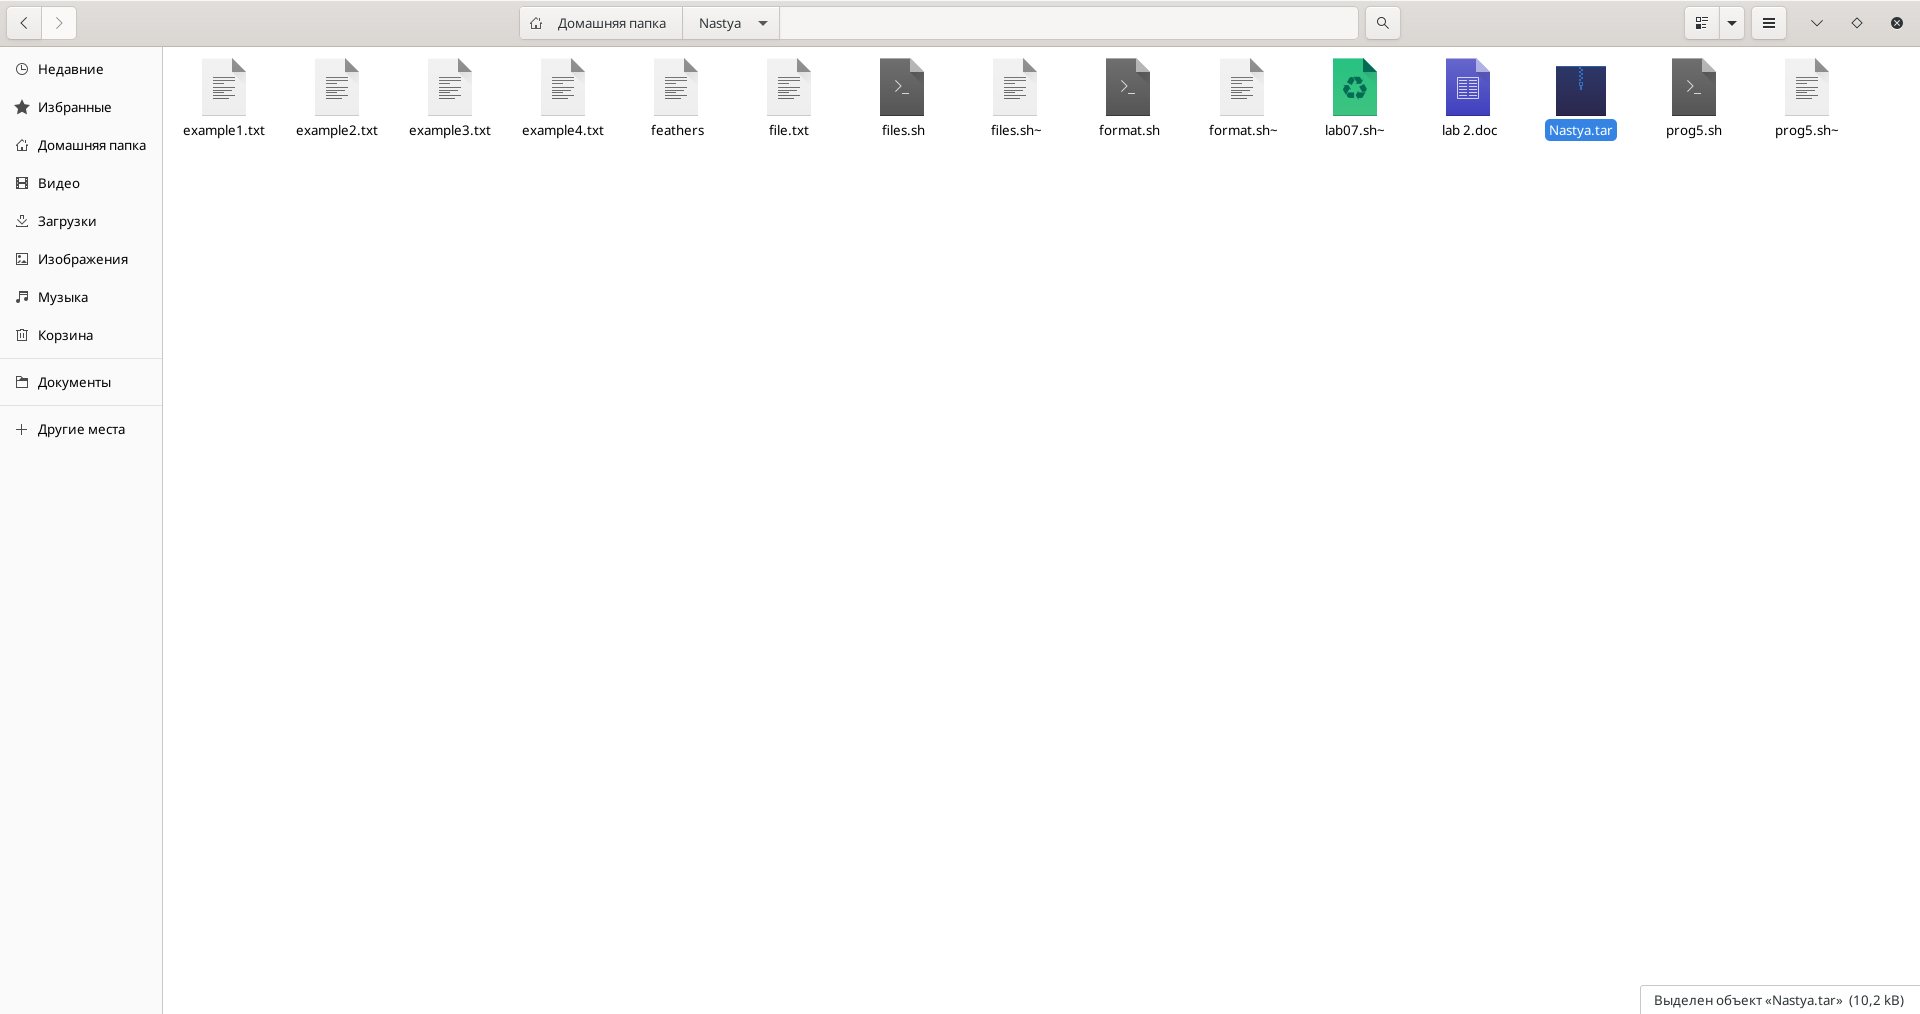 Домашняя папка Nastya
Недавние
Избранные
Домашняя папка
Видео
Загрузки
Изображения
Музыка
Корзина
Документы
Другие места
example1.txt example2.txt example3.txt example4.txt feathers file.txt files.sh files.sh~ format.sh format.sh~ lab07.sh~ lab 2.doc Nastya.tar prog5.sh prog5.sh~
Выделен объект «Nastya.tar» (10,2 kB)